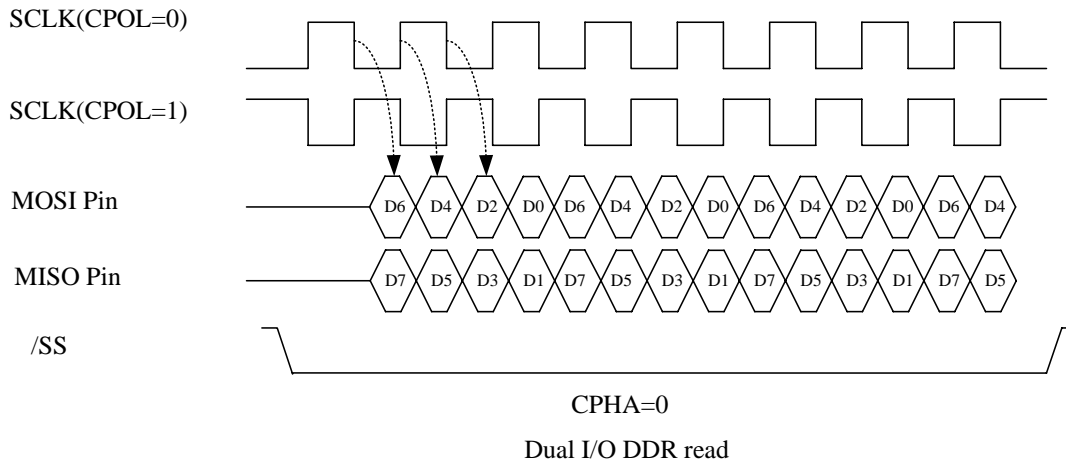 SCLK(CPOL=0)
SCLK(CPOL=1)
MOSI Pin
D6 D4 D2 D0 D6 D4 D2 D0 D6 D4 D2 D0 D6 D4
MISO Pin
D7 D5 D3 D1 D7 D5 D3 D1 D7 D5 D3 D1 D7 D5
/SS
CPHA=0
Dual I/O DDR read